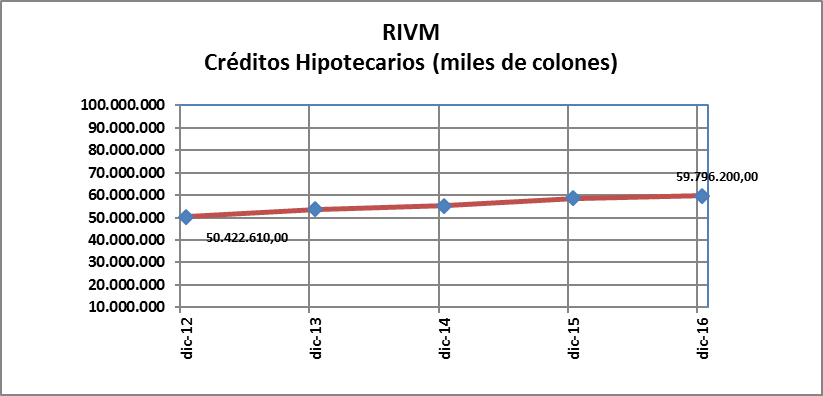 RIVM
Créditos Hipotecarios (miles de colones)
100.000.000
90.000.000
80.000.000
70.000.000
60.000.000
50.000.000
40.000.000
30.000.000
20.000.000
10.000.000
59.796.200,00
50.422.610,00
dic-12
dic-13
dic-14
dic-15
dic-16